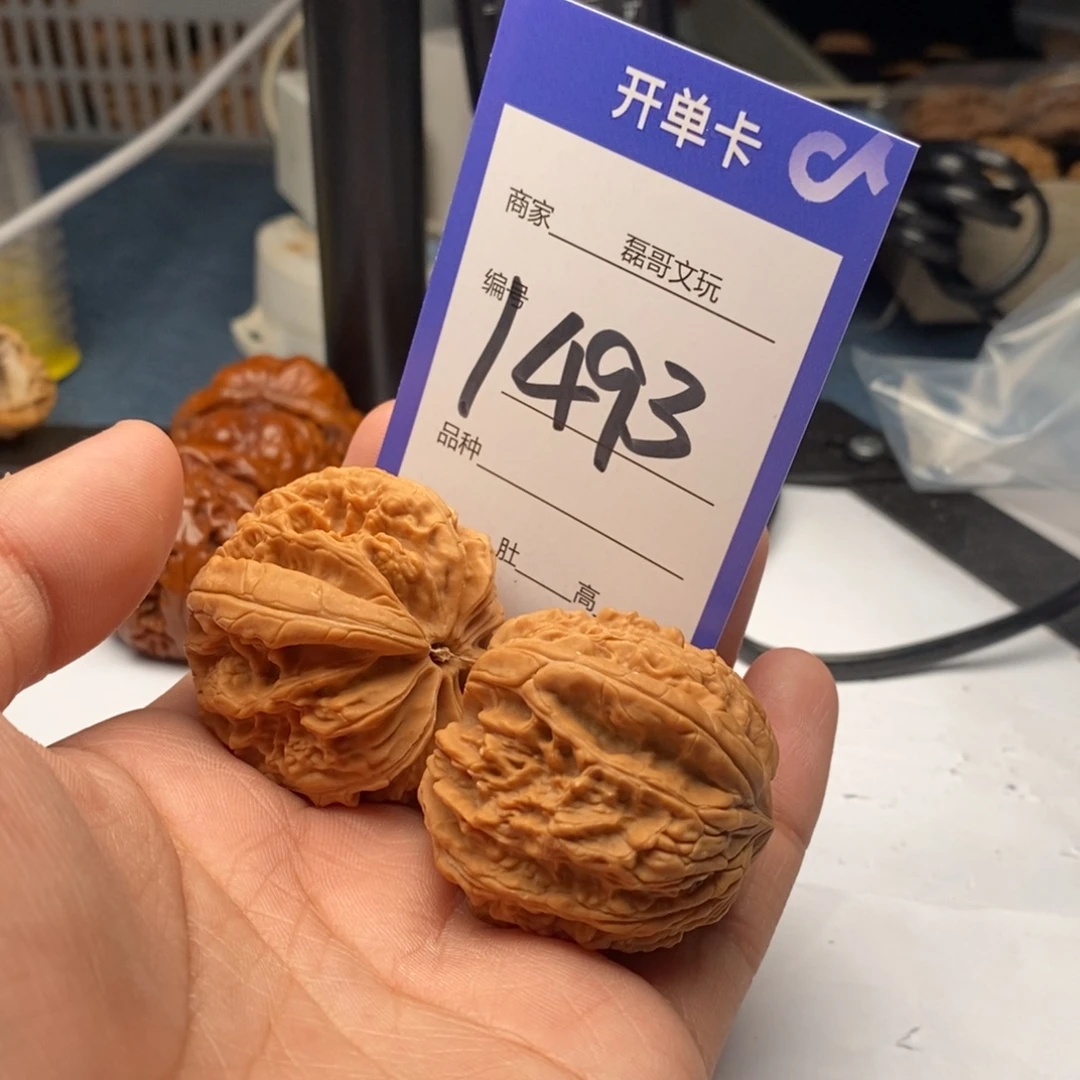 开单卡
商家 磊哥文玩
编号 1493
品种
肚 高